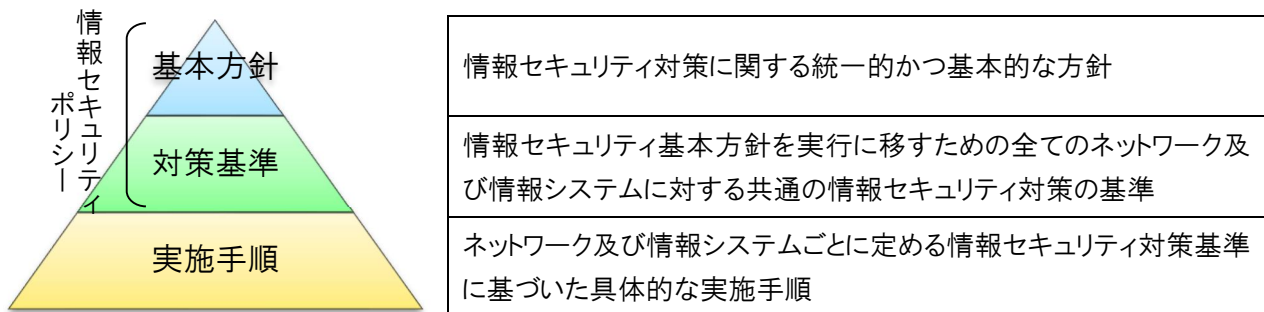 情報セキュリティ
ポリシー
基本方針
情報セキュリティ対策に関する統一的かつ基本的な方針
対策基準
情報セキュリティ基本方針を実行に移すための全てのネットワーク及
び情報システムに対する共通の情報セキュリティ対策の基準
実施手順
ネットワーク及び情報システムごとに定める情報セキュリティ対策基準
に基づいた具体的な実施手順